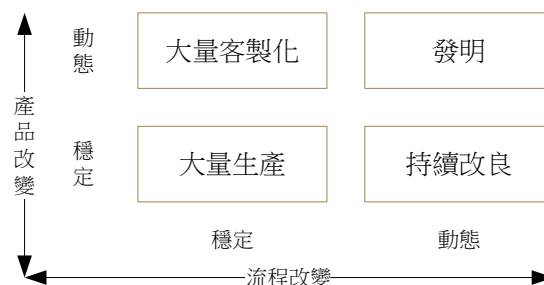 動態
大量客製化
發明
產品改變
穩定
大量生產
持續改良
穩定
動態
流程改變